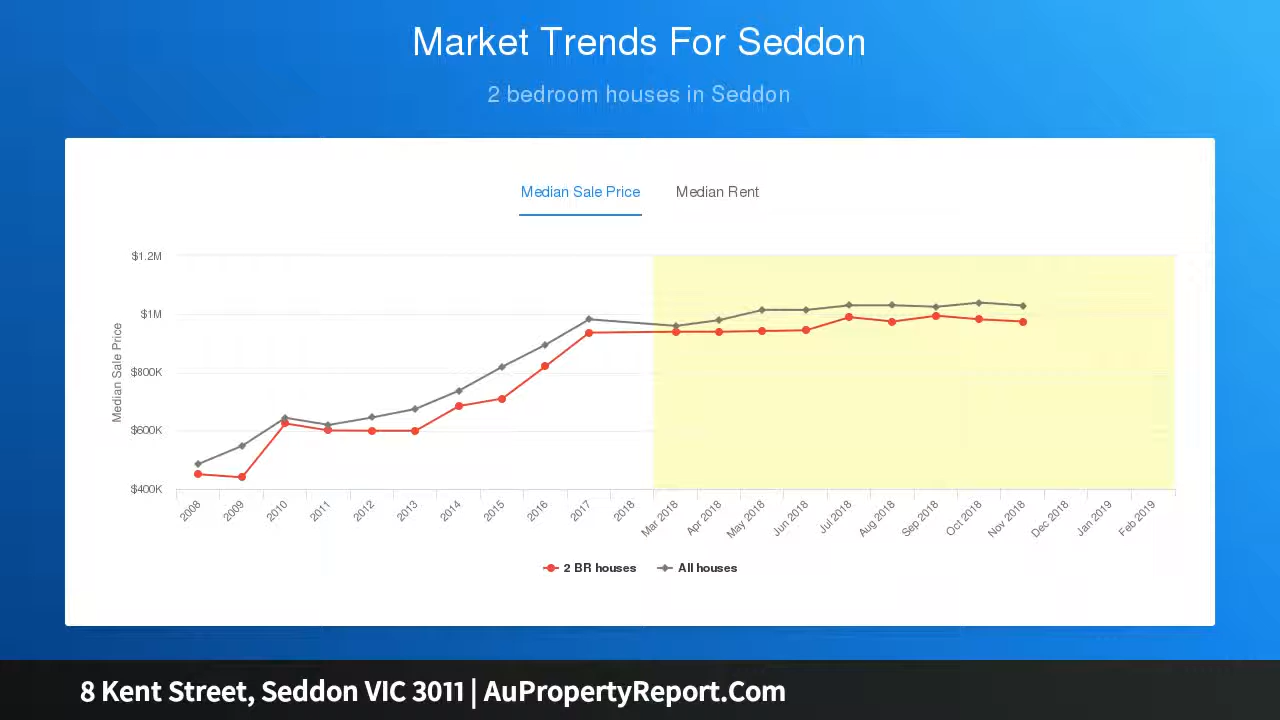 Market Trends For Seddon
2 bedroom houses in Seddon
Median Sale Price Median Rent
Median Sale Price
$1.2M
$1M
$800K
$600K
$400K
2008 2009 2010 2011 2012 2013 2014 2015 2016 2017 2018 Mar 2018 Apr 2018 May 2018 Jun 2018 Jul 2018 Aug 2018 Sep 2018 Oct 2018 Nov 2018 Dec 2018 Jan 2019 Feb 2019
2 BR houses All houses
8 Kent Street, Seddon VIC 3011 | AuPropertyReport.Com